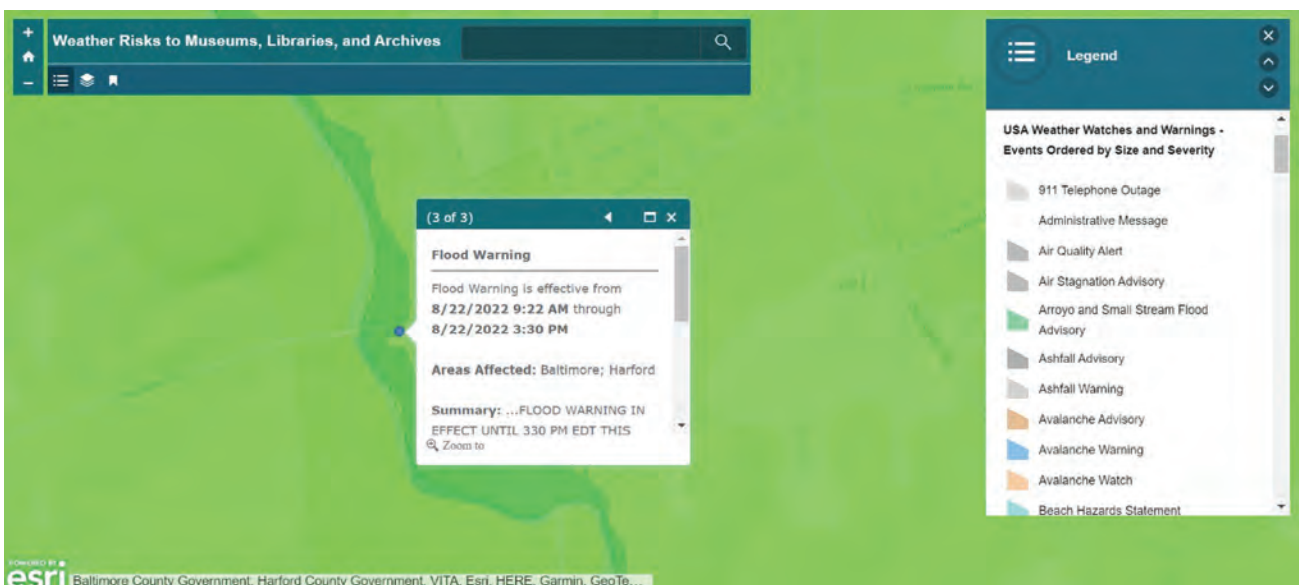 +
Weather Risks to Museums, Libraries, and Archives
−
Legend
USA Weather Watches and Warnings -
Events Ordered by Size and Severity
911 Telephone Outage
Administrative Message
Air Quality Alert
Air Stagnation Advisory
Arroyo and Small Stream Flood
Advisory
Ashfall Advisory
Ashfall Warning
Avalanche Advisory
Avalanche Warning
Avalanche Watch
Beach Hazards Statement
(3 of 3)
Flood Warning
Flood Warning is effective from
8/22/2022 9:22 AM through
8/22/2022 3:30 PM
Areas Affected: Baltimore; Harford
Summary: ...FLOOD WARNING IN
EFFECT UNTIL 330 PM EDT THIS
Zoom to
POWERED BY
esri
Baltimore County Government, Harford County Government, VITA, Esri, HERE, Garmin, GeoTe...